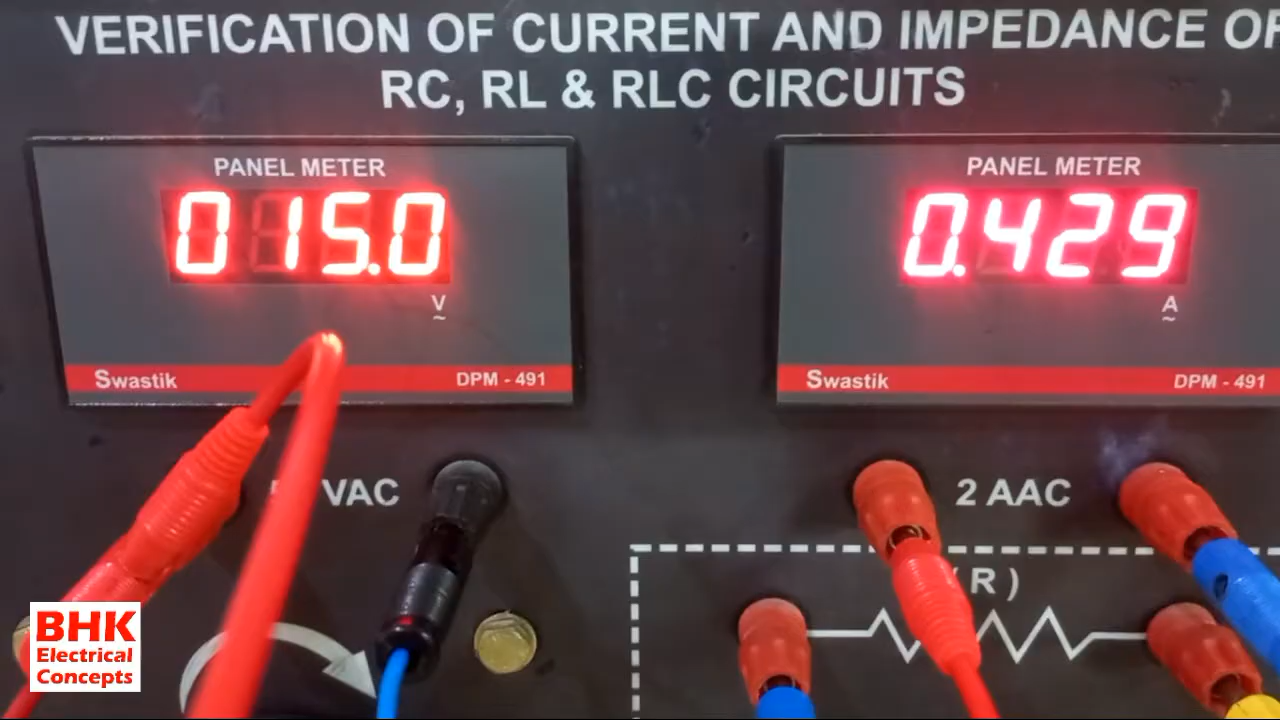 VERIFICATION OF CURRENT AND IMPEDANCE OF
RC, RL & RLC CIRCUITS
PANEL METER
015.0
V
~
Swastik
DPM - 491
PANEL METER
0.429
A
~
Swastik
DPM - 491
VAC
2 AAC
( R )
BHK
Electrical
Concepts